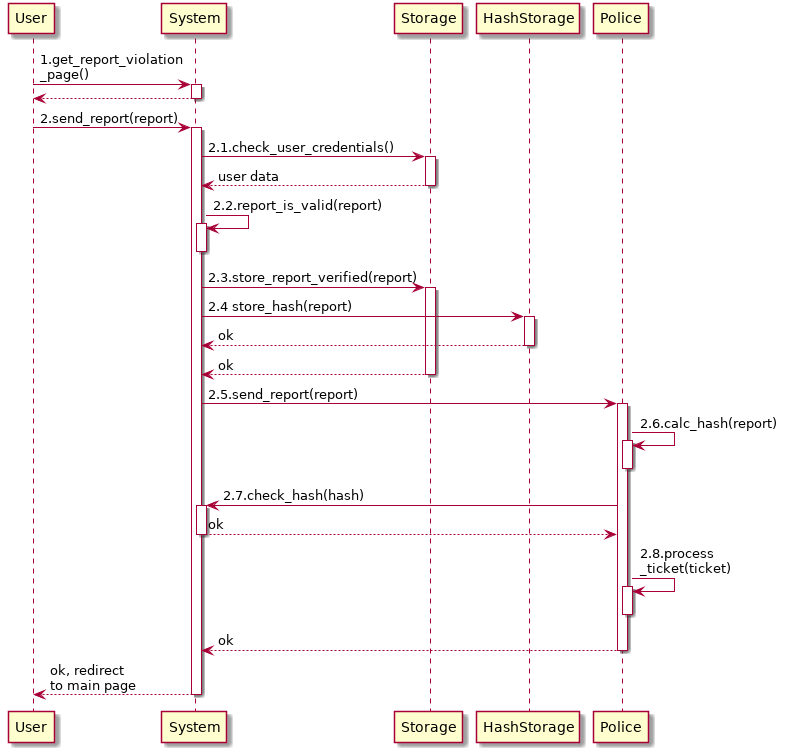 User
System
Storage
HashStorage
Police
1.get_report_violation
_page()
2.send_report(report)
2.1.check_user_credentials()
user data
2.2.report_is_valid(report)
2.3.store_report_verified(report)
2.4 store_hash(report)
ok
ok
2.5.send_report(report)
2.6.calc_hash(report)
2.7.check_hash(hash)
ok
2.8.process
_ticket(ticket)
ok
ok, redirect
to main page
User
System
Storage
HashStorage
Police